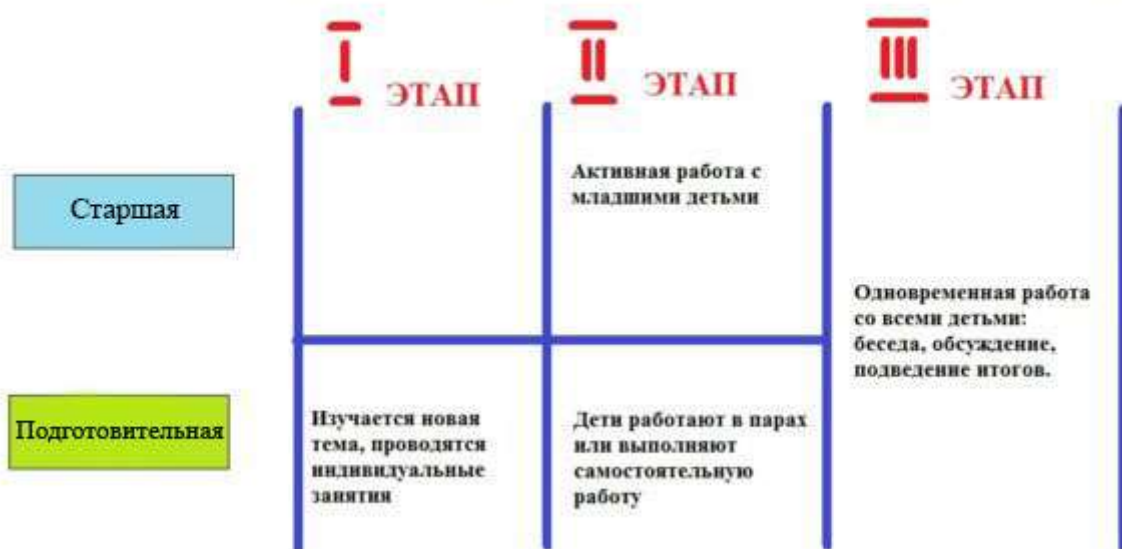 I ЭТАП
II ЭТАП
III ЭТАП
Старшая
Активная работа с
младшими детьми
Одновременная работа
со всеми детьми:
беседа, обсуждение,
подведение итогов.
Подготовительная
Изучается новая
тема, проводятся
индивидуальные
занятия
Дети работают в парах
или выполняют
самостоятельную
работу